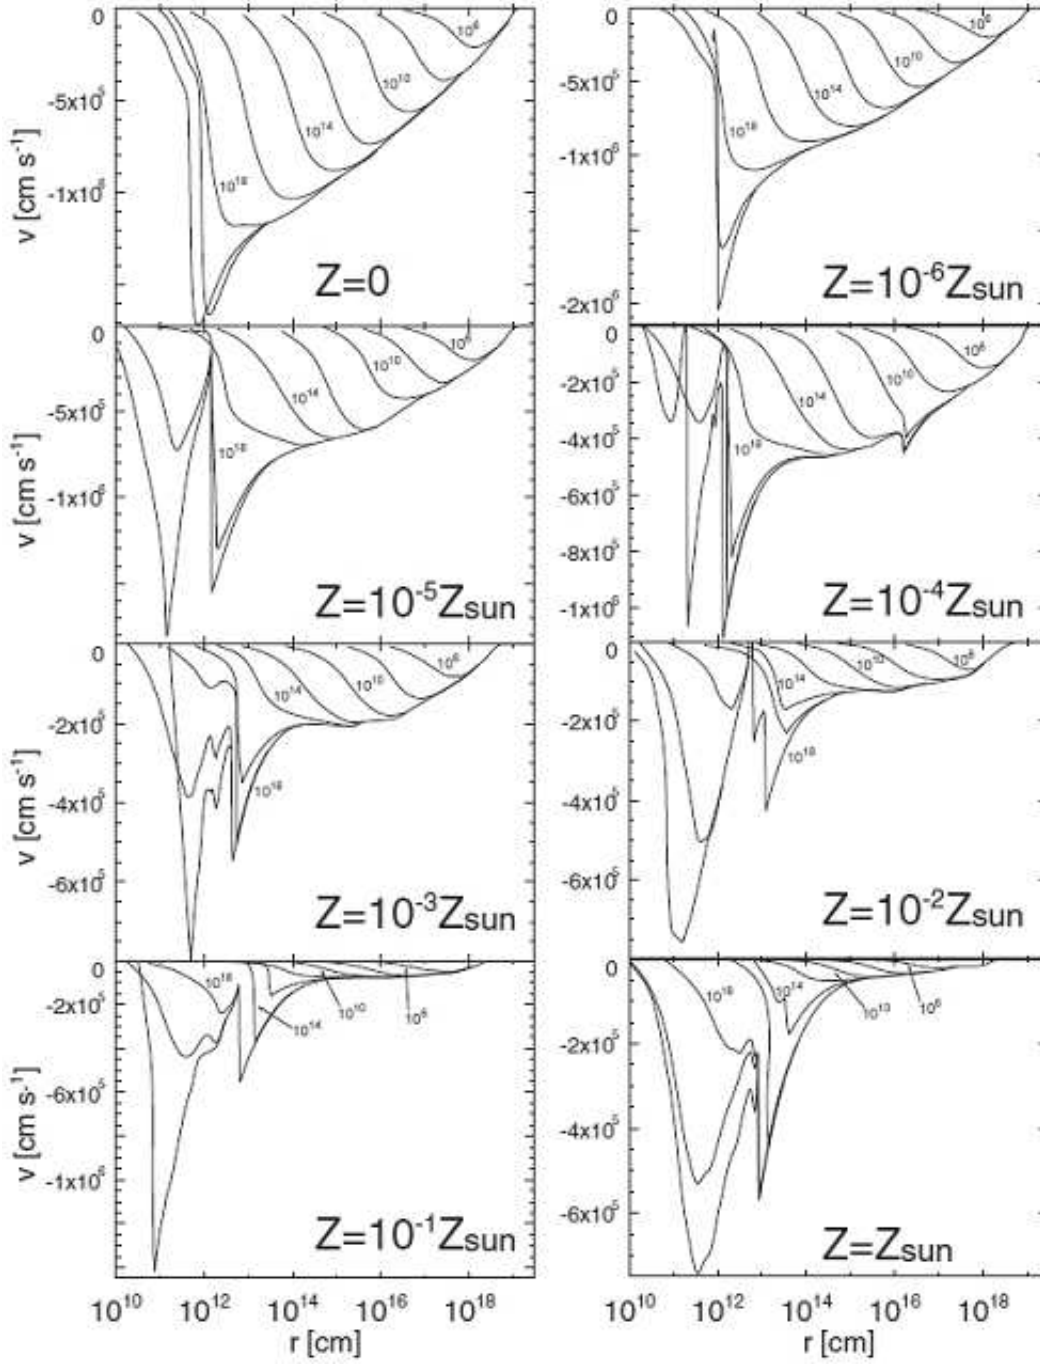 0
-5x10⁵
-1x10⁶
v [cm s⁻¹]
10⁶
10¹⁰
10¹⁴
10¹⁸
Z=0
0
-5x10⁵
-1x10⁶
-2x10⁶
10⁶
10¹⁰
10¹⁴
10¹⁸
Z=10⁻⁶Zsun
0
-5x10⁵
-1x10⁶
v [cm s⁻¹]
10⁶
10¹⁰
10¹⁴
10¹⁸
Z=10⁻⁵Zsun
0
-2x10⁵
-4x10⁵
-6x10⁵
-8x10⁵
-1x10⁶
10⁶
10¹⁰
10¹⁴
10¹⁸
Z=10⁻⁴Zsun
0
-2x10⁵
-4x10⁵
-6x10⁵
v [cm s⁻¹]
10⁶
10¹⁰
10¹⁴
10¹⁸
Z=10⁻³Zsun
0
-2x10⁵
-4x10⁵
-6x10⁵
10⁶
10¹⁰
10¹⁴
10¹⁸
Z=10⁻²Zsun
0
-2x10⁵
-6x10⁵
-1x10⁶
v [cm s⁻¹]
10¹⁸
10¹⁴
10¹⁰
10⁶
Z=10⁻¹Zsun
10¹⁰ 10¹² 10¹⁴ 10¹⁶ 10¹⁸
r [cm]
0
-2x10⁵
-4x10⁵
-6x10⁵
10¹⁸
10¹⁴
10¹⁰
10⁶
Z=Zsun
10¹⁰ 10¹² 10¹⁴ 10¹⁶ 10¹⁸
r [cm]